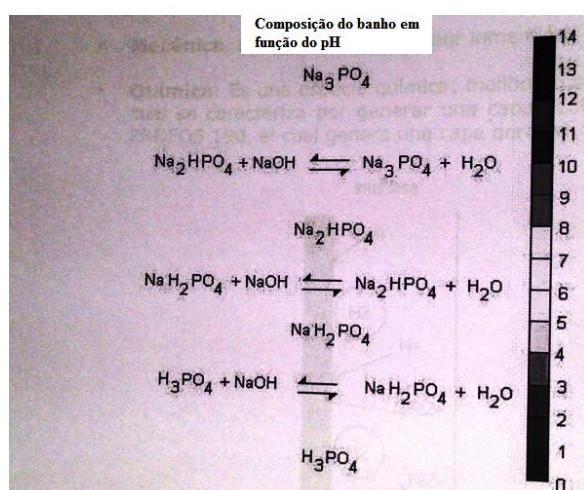 Composição do banho em
função do pH
Na3PO4
Na2HPO4 + NaOH ⇌ Na3PO4 + H2O
Na2HPO4
NaH2PO4 + NaOH ⇌ Na2HPO4 + H2O
NaH2PO4
H3PO4 + NaOH ⇌ NaH2PO4 + H2O
H3PO4
14
13
12
11
10
9
8
7
6
5
4
3
2
1
0